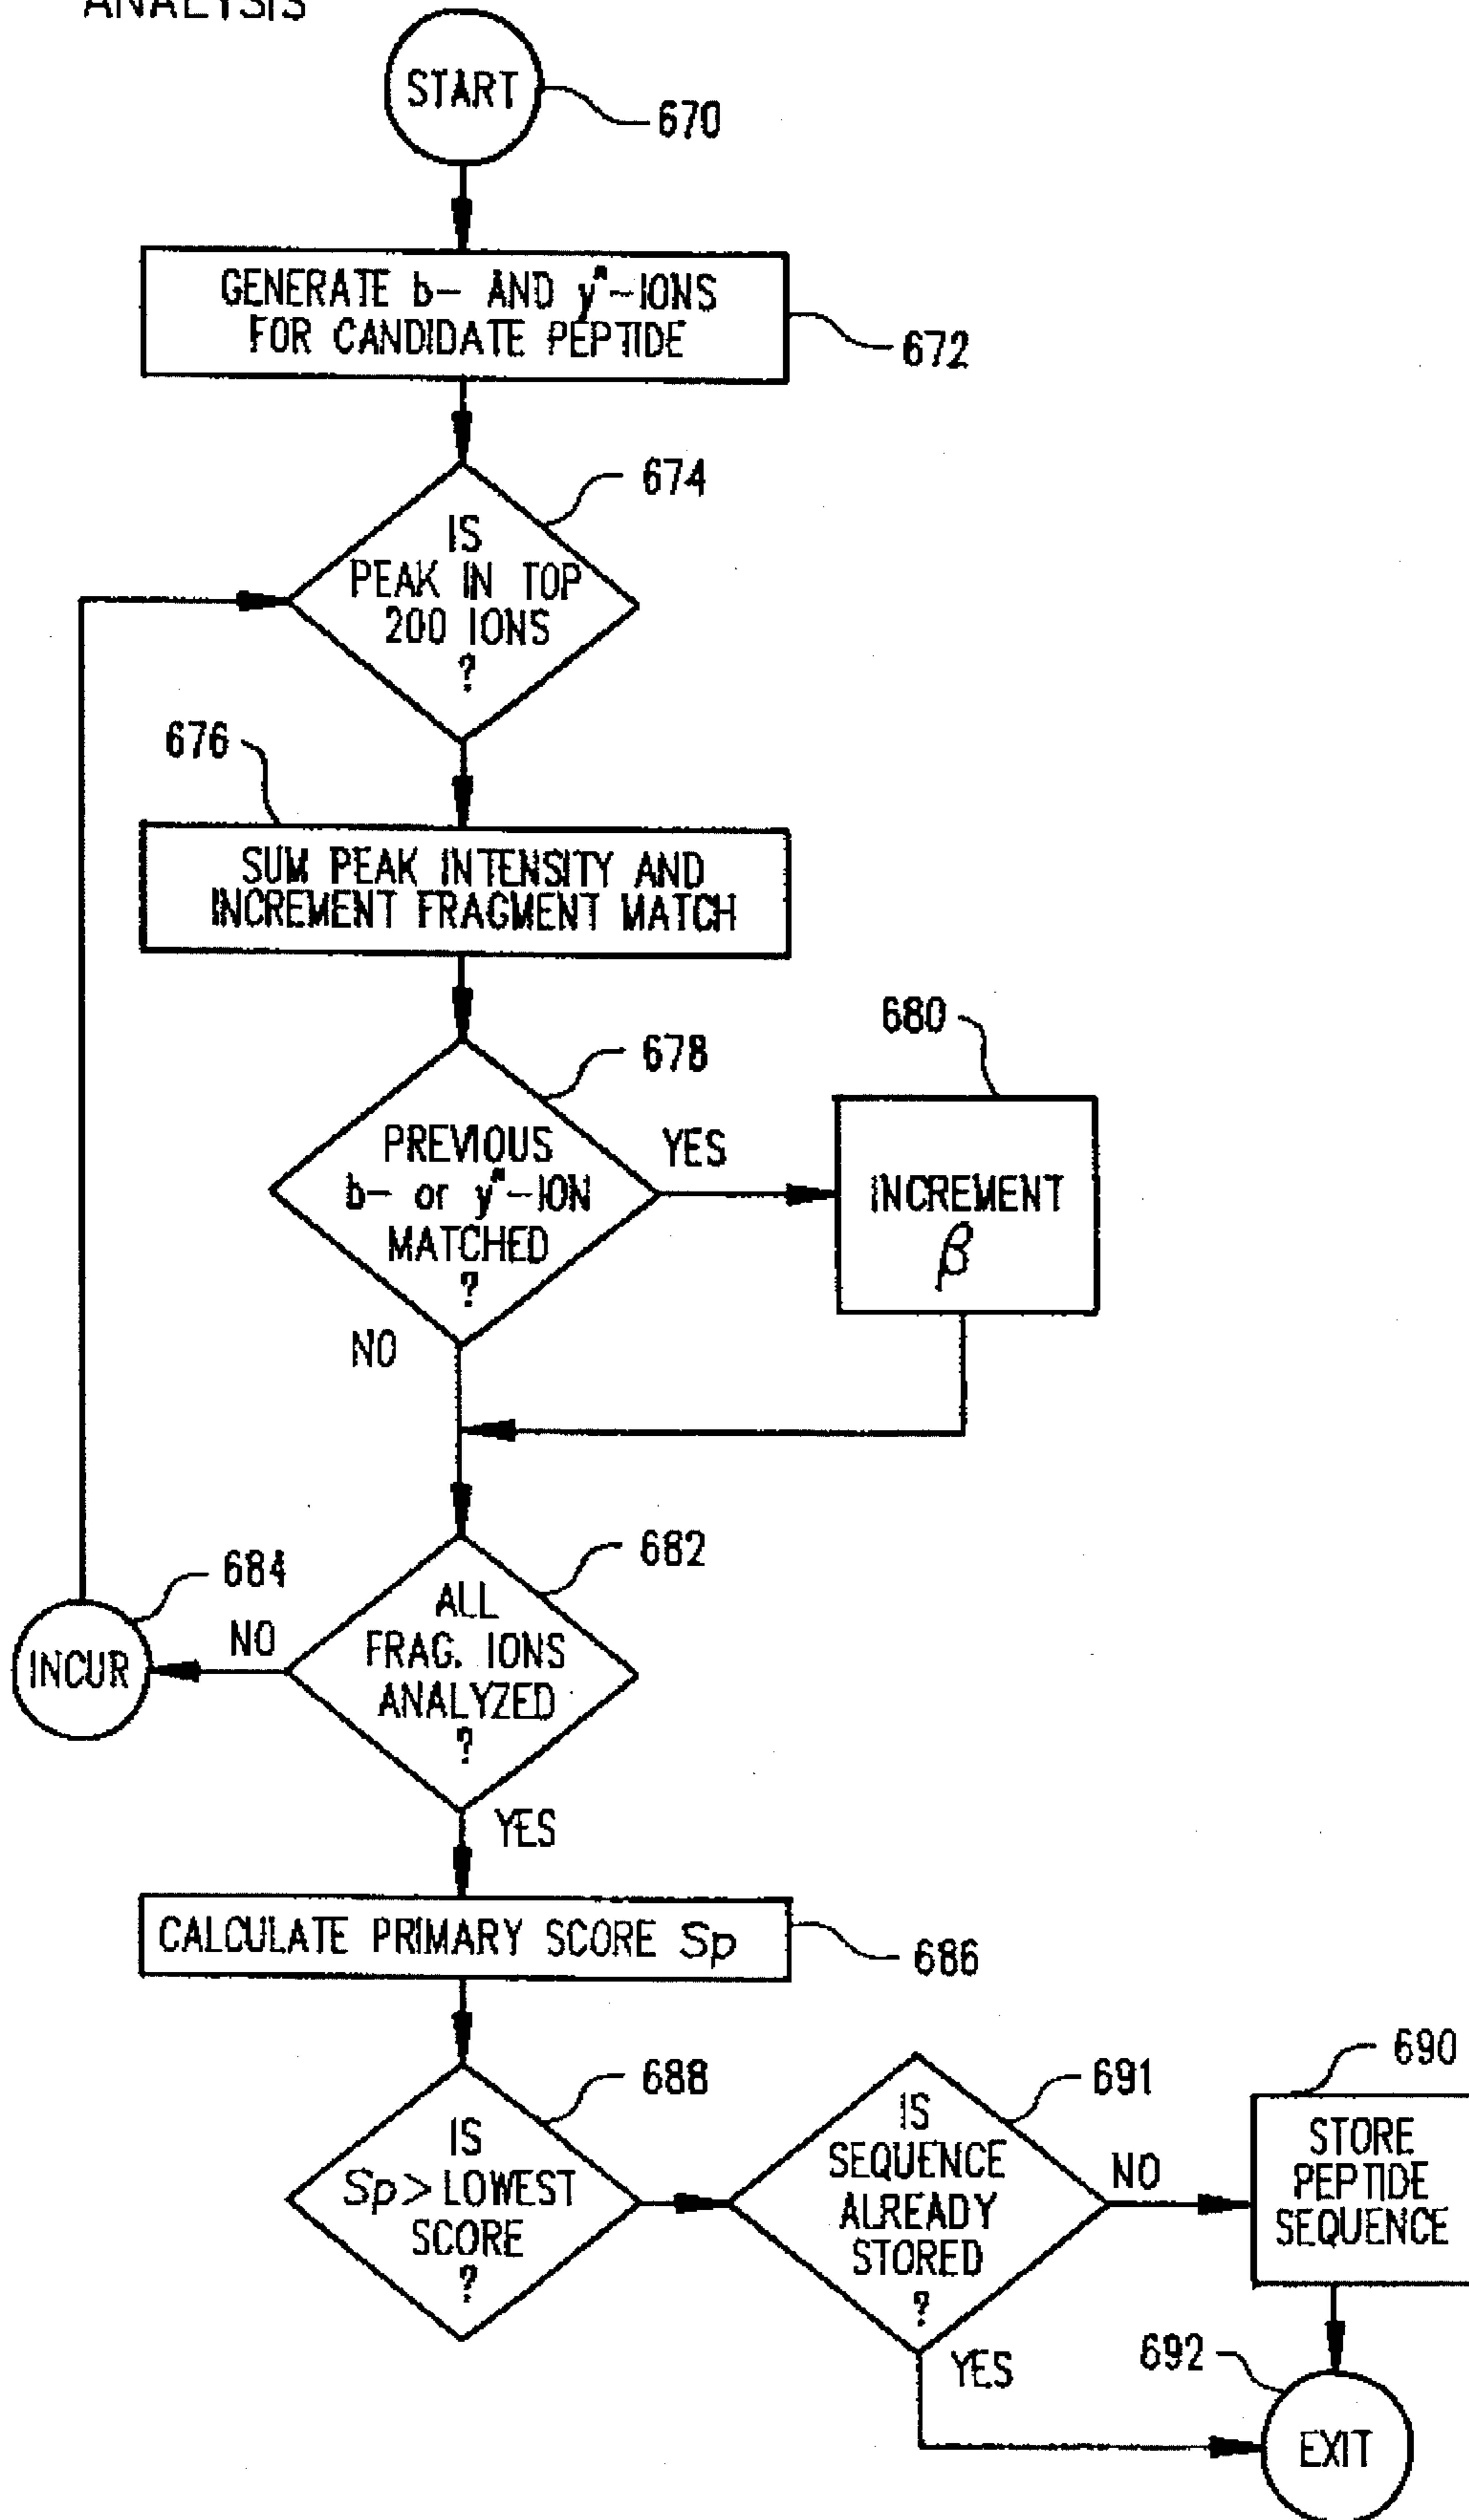 ANALYSIS
START
670
GENERATE b- AND y"-IONS
FOR CANDIDATE PEPTIDE
672
674
IS
PEAK IN TOP
200 IONS
?
676
SUM PEAK INTENSITY AND
INCREMENT FRAGMENT MATCH
678
PREVIOUS
b- or y"-ION
MATCHED
?
YES
680
INCREMENT
β
NO
682
ALL
FRAG. IONS
ANALYZED
?
684
NO
INCUR
YES
CALCULATE PRIMARY SCORE Sp
686
688
IS
Sp > LOWEST
SCORE
?
691
IS
SEQUENCE
ALREADY
STORED
?
NO
690
STORE
PEPTIDE
SEQUENCE
YES
692
EXIT